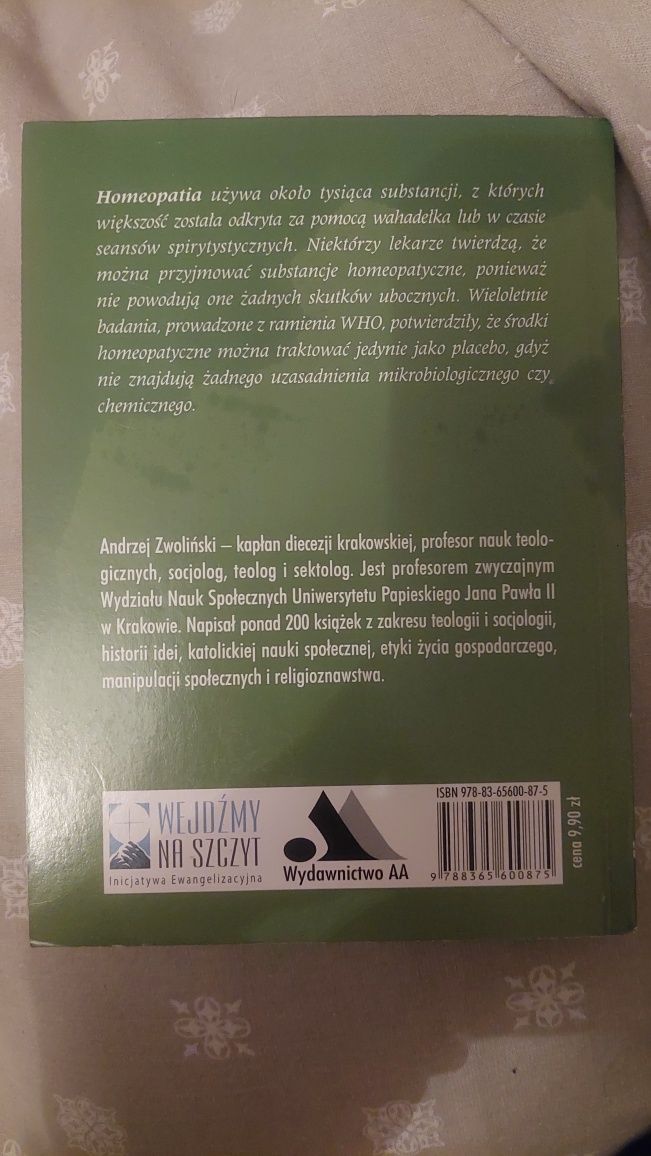 Homeopatia używa około tysiąca substancji, z których
większość została odkryta za pomocą wahadełka lub w czasie
seansów spirytystycznych. Niektórzy lekarze twierdzą, że
można przyjmować substancje homeopatyczne, ponieważ
nie powodują one żadnych skutków ubocznych. Wieloletnie
badania, prowadzone z ramienia WHO, potwierdziły, że środki
homeopatyczne można traktować jedynie jako placebo, gdyż
nie znajdują żadnego uzasadnienia mikrobiologicznego czy
chemicznego.
Andrzej Zwoliński – kapłan diecezji krakowskiej, profesor nauk teolo-
gicznych, socjolog, teolog i sektolog. Jest profesorem zwyczajnym
Wydziału Nauk Społecznych Uniwersytetu Papieskiego Jana Pawła II
w Krakowie. Napisał ponad 200 książek z zakresu teologii i socjologii,
historii idei, katolickiej nauki społecznej, etyki życia gospodarczego,
manipulacji społecznych i religioznawstwa.
WEJDŹMY
NA SZCZYT
Inicjatywa Ewangelizacyjna
Wydawnictwo AA
ISBN 978-83-65600-87-5
9 788365 600875
cena 9,90 zł